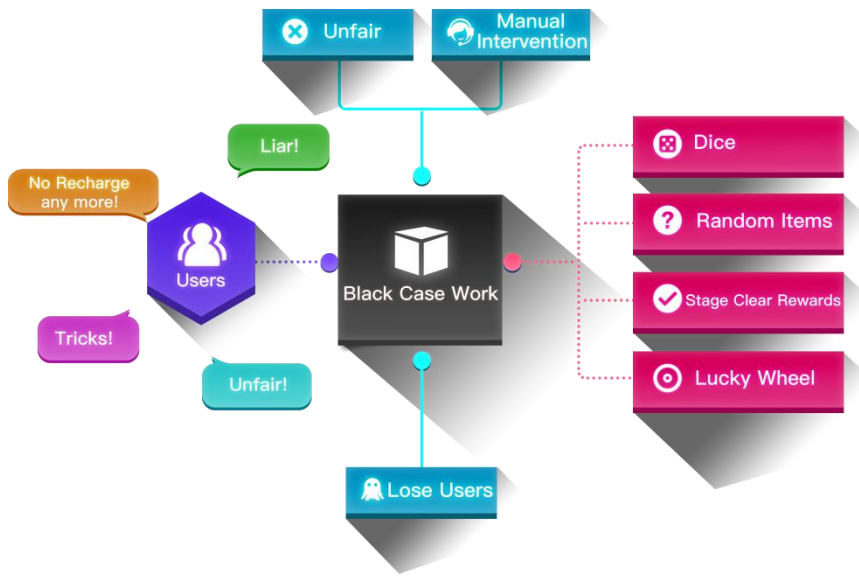 Unfair
Manual
Intervention
Liar!
No Recharge
any more!
Users
Tricks!
Unfair!
Black Case Work
Dice
Random Items
Stage Clear Rewards
Lucky Wheel
Lose Users